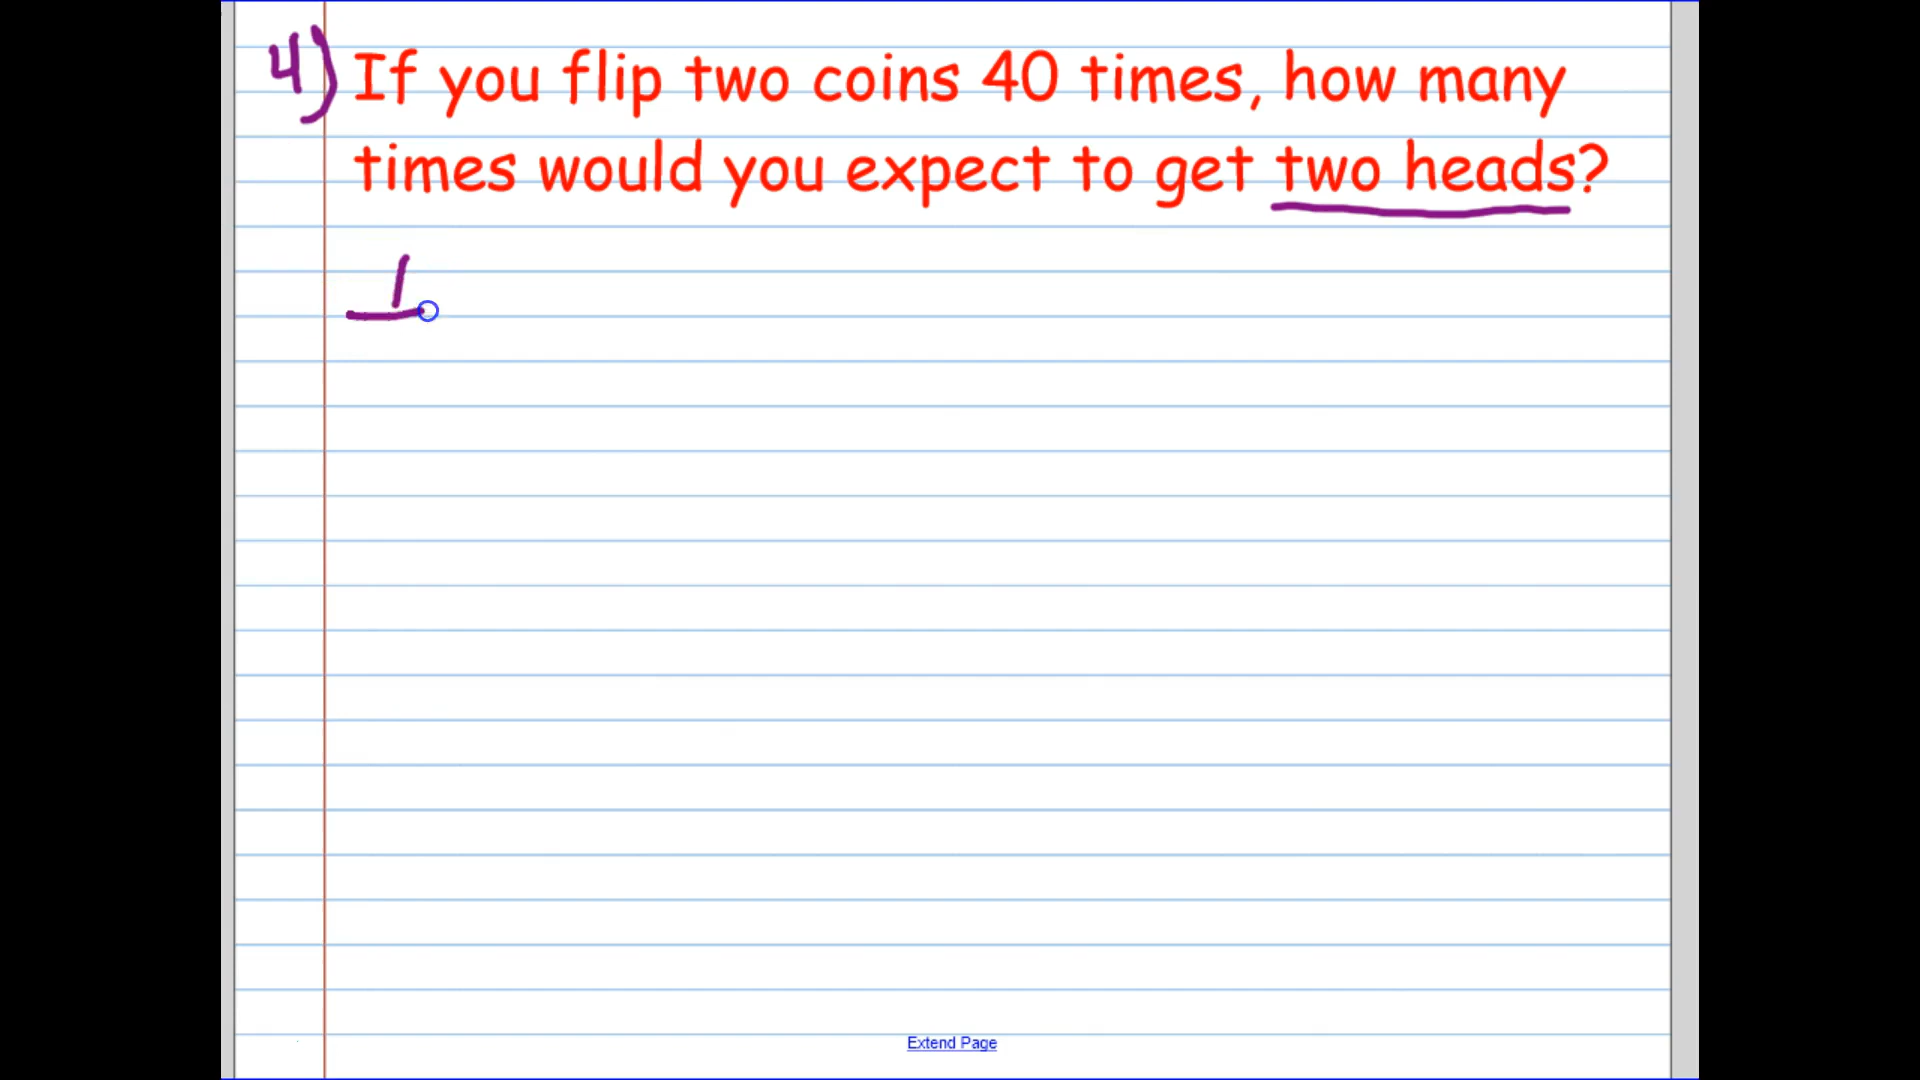 4) If you flip two coins 40 times, how many
times would you expect to get two heads?
1
Extend Page